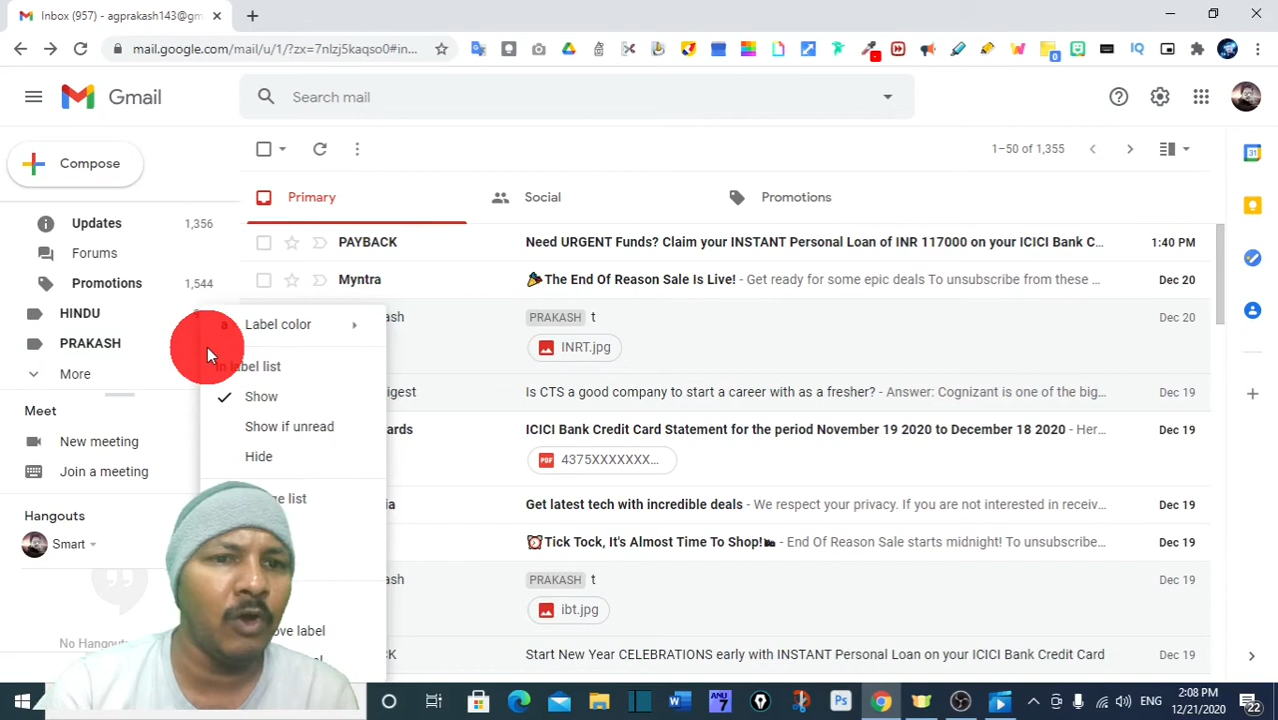 Inbox (957) - agprakash143@gm
mail.google.com/mail/u/1/?zx=7nlzj5kaqso0#in...
Gmail
Search mail
Compose
1–50 of 1,355
Updates 1,356
Forums
Promotions 1,544
HINDU
PRAKASH
More
Meet
New meeting
Join a meeting
Hangouts
Smart
No Hangouts
Label color
In label list
Show
Show if unread
Hide
Primary
Social
Promotions
PAYBACK Need URGENT Funds? Claim your INSTANT Personal Loan of INR 117000 on your ICICI Bank C... 1:40 PM
Myntra The End Of Reason Sale Is Live! - Get ready for some epic deals To unsubscribe from these ... Dec 20
PRAKASH t Dec 20
INRT.jpg
Digest Is CTS a good company to start a career with as a fresher? - Answer: Cognizant is one of the big... Dec 19
ICICI Bank Credit Card Statement for the period November 19 2020 to December 18 2020 - Her... Dec 19
4375XXXXXXX...
Get latest tech with incredible deals - We respect your privacy. If you are not interested in receiv... Dec 19
Tick Tock, It's Almost Time To Shop! - End Of Reason Sale starts midnight! To unsubscribe... Dec 19
PRAKASH t Dec 19
ibt.jpg
Start New Year CELEBRATIONS early with INSTANT Personal Loan on your ICICI Bank Credit Card Dec 19
ENG
2:08 PM
12/21/2020
22